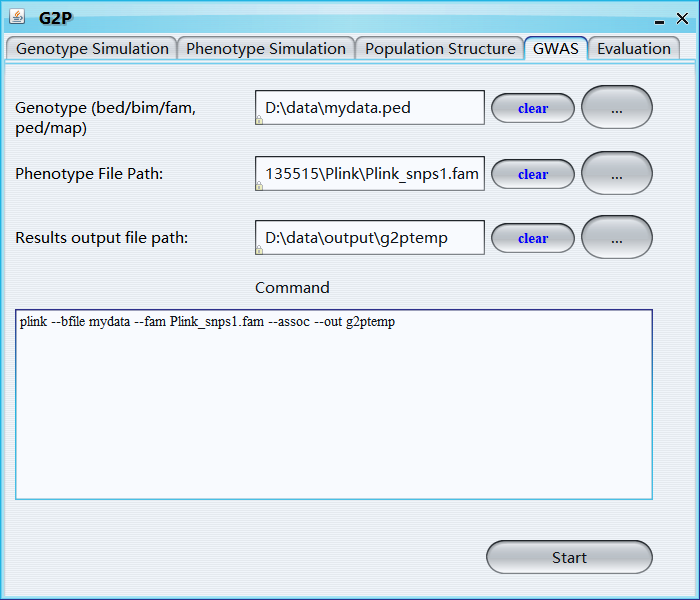 G2P
Genotype Simulation Phenotype Simulation Population Structure GWAS Evaluation
Genotype (bed/bim/fam, ped/map) D:\data\mydata.ped clear ...
Phenotype File Path: 135515\Plink\Plink_snps1.fam clear ...
Results output file path: D:\data\output\g2ptemp clear ...
Command
plink --bfile mydata --fam Plink_snps1.fam --assoc --out g2ptemp
Start